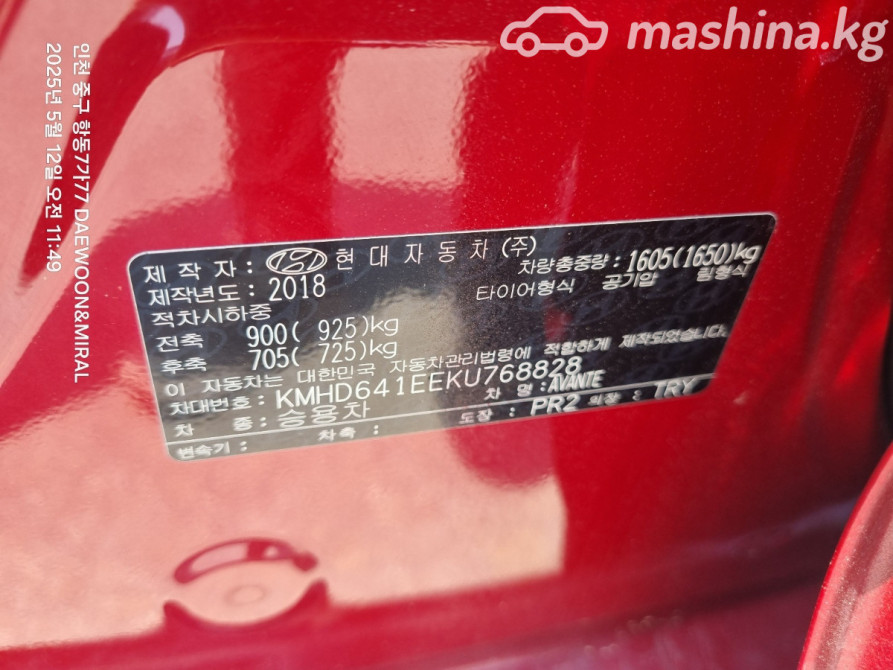 mashina.kg
인천 중구 항동7가77 DAEWOON&MIRAL
2025년 5월 12일 오전 11:49
제 작 자 : 현대자동차(주)
차량총중량 : 1605(1650)kg
제작년도 : 2018
타이어형식 공기압 림형식
적차시하중
전축 900( 925)kg
후축 705( 725)kg
이 자동차는 대한민국 자동차관리법령에 적합하게 제작되었습니다.
차대번호 : KMHD641EEKU768828
차 명 : AVANTE
차 종 : 승용차
도장 : PR2 의장 : TRY
변속기 : 차축 :